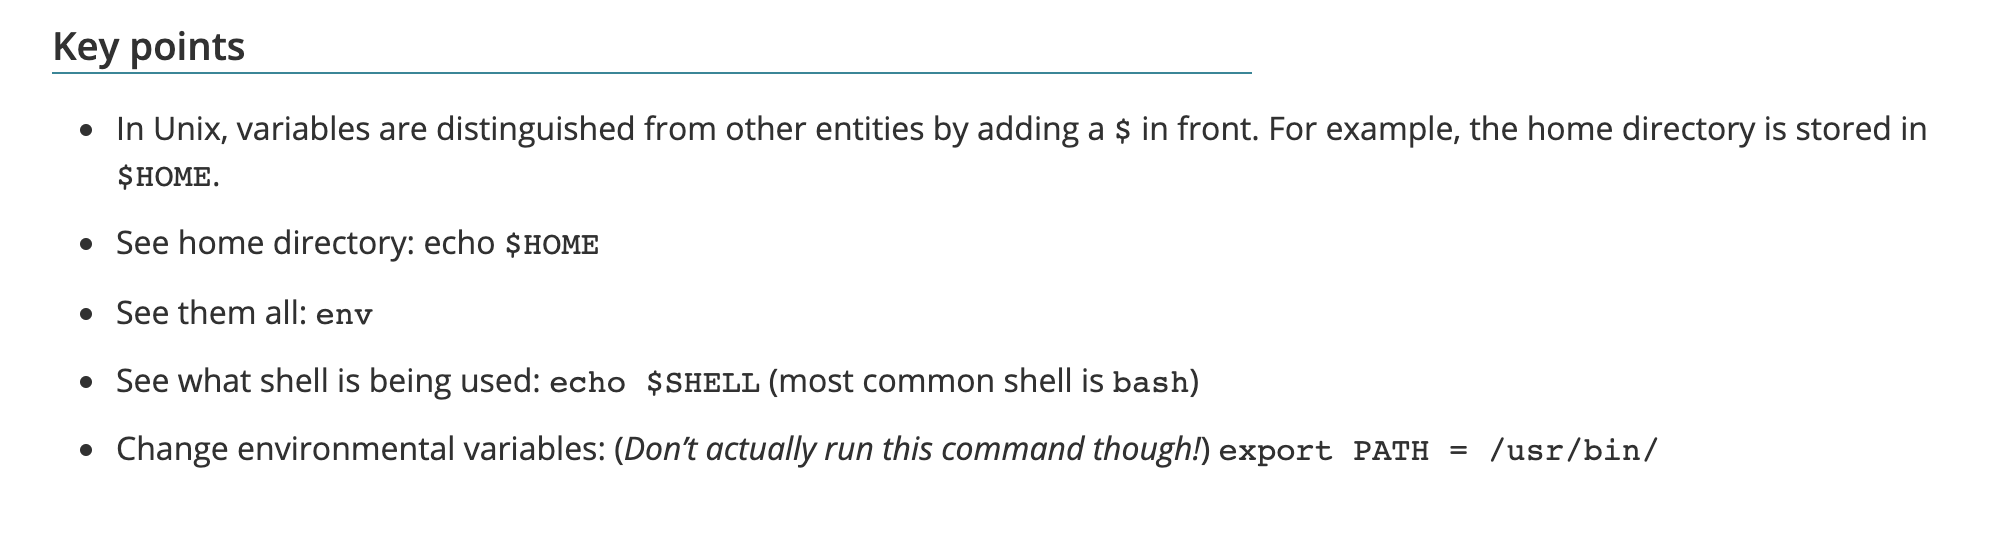 Key points
• In Unix, variables are distinguished from other entities by adding a $ in front. For example, the home directory is stored in
$HOME.
• See home directory: echo $HOME
• See them all: env
• See what shell is being used: echo $SHELL (most common shell is bash)
• Change environmental variables: (Don’t actually run this command though!) export PATH = /usr/bin/